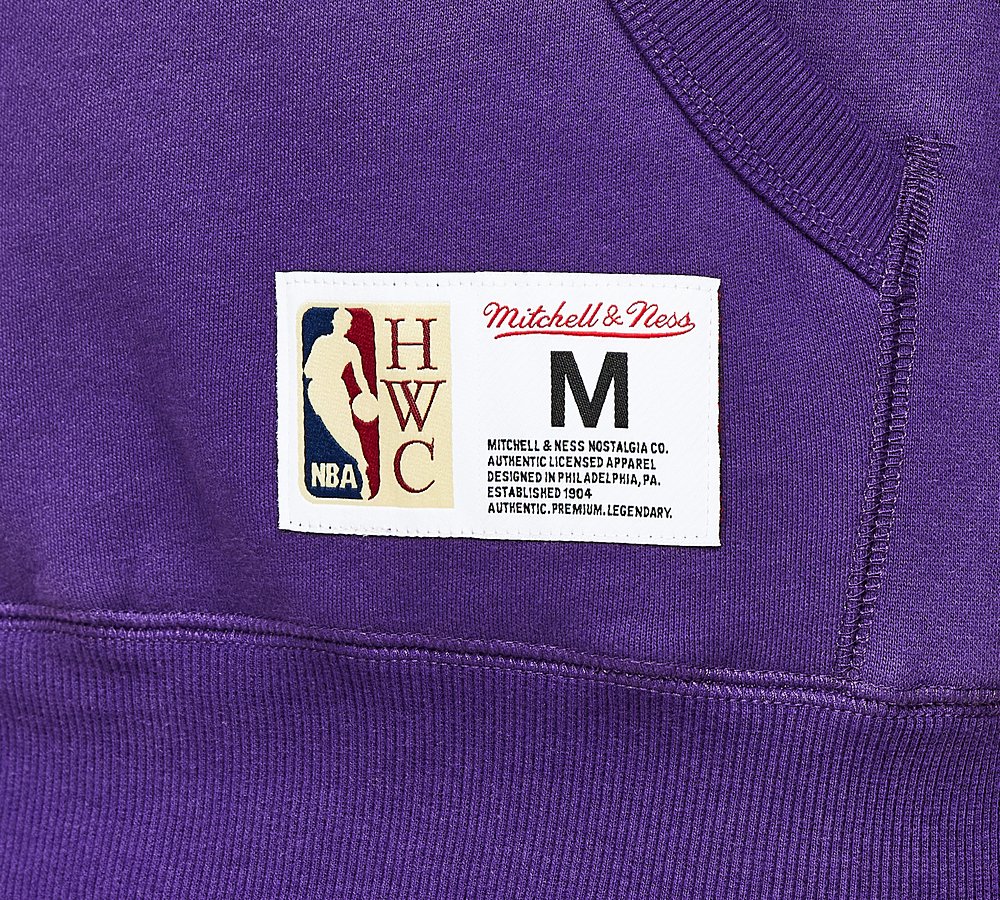 NBA
H
W
C
Mitchell & Ness
M
MITCHELL & NESS NOSTALGIA CO.
AUTHENTIC LICENSED APPAREL
DESIGNED IN PHILADELPHIA, PA.
ESTABLISHED 1904
AUTHENTIC. PREMIUM. LEGENDARY.